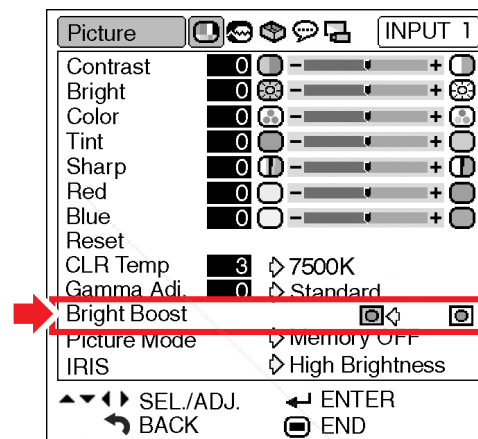 Picture INPUT 1
Contrast 0 - +
Bright 0 - +
Color 0 - +
Tint 0 - +
Sharp 0 - +
Red 0 - +
Blue 0 - +
Reset
CLR Temp 3 7500K
Gamma Adj. 0 Standard
Bright Boost
Picture Mode Memory OFF
IRIS High Brightness
SEL./ADJ. ENTER
BACK END